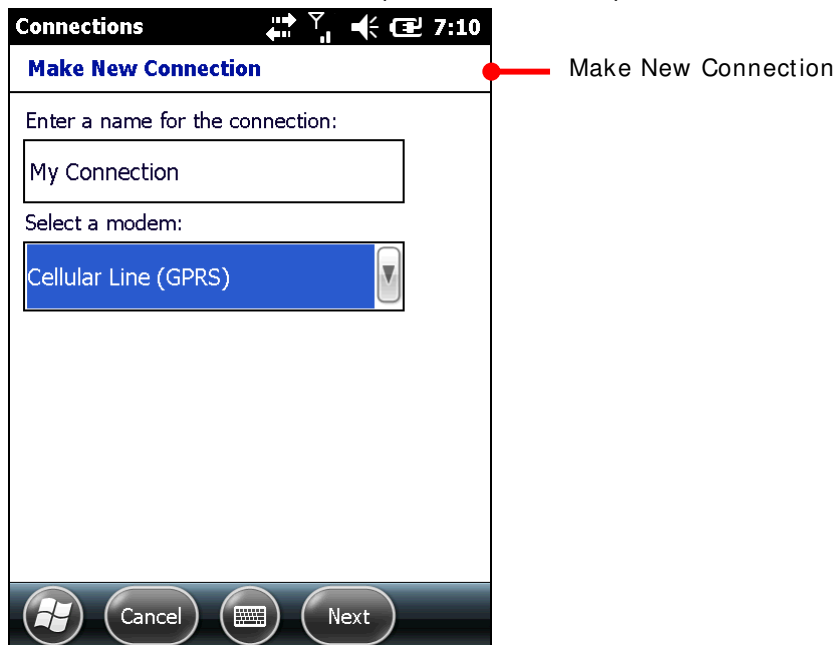 Connections 7:10
Make New Connection
Make New Connection
Enter a name for the connection:
My Connection
Select a modem:
Cellular Line (GPRS)
Cancel Next